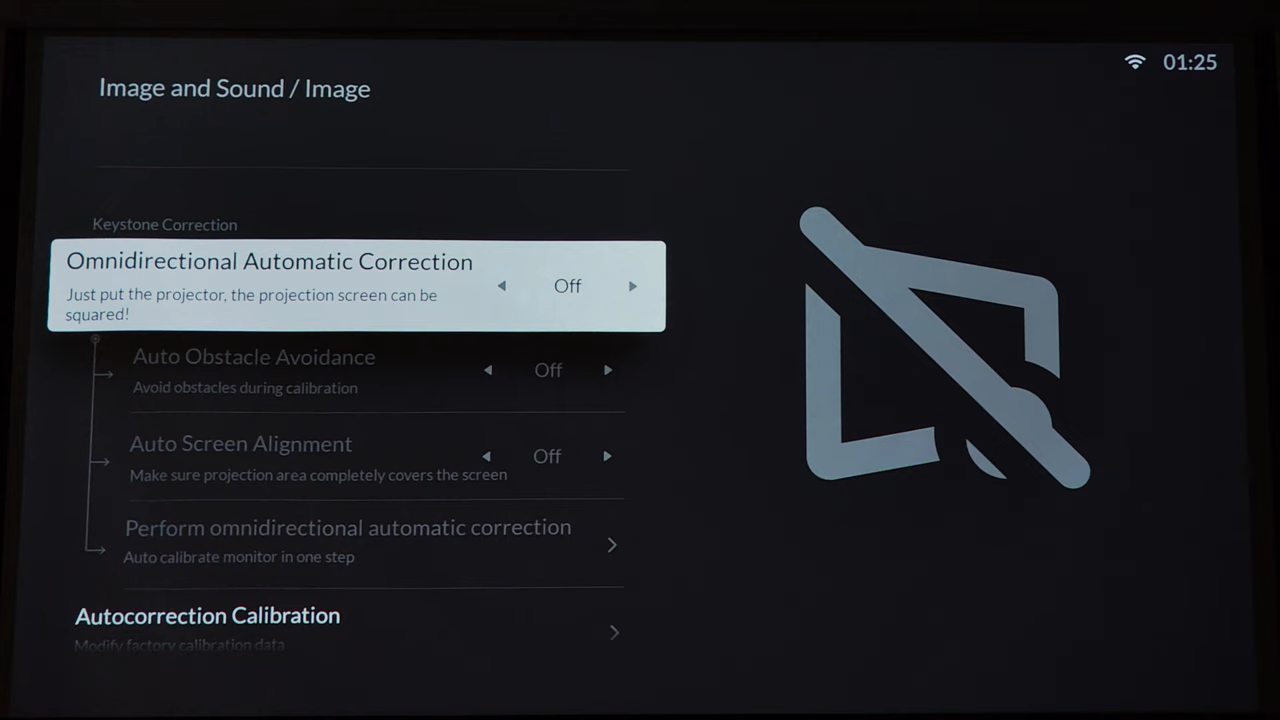 Image and Sound / Image
01:25
Keystone Correction
Omnidirectional Automatic Correction
Just put the projector, the projection screen can be
squared!
Off
Auto Obstacle Avoidance
Avoid obstacles during calibration
Off
Auto Screen Alignment
Make sure projection area completely covers the screen
Off
Perform omnidirectional automatic correction
Auto calibrate monitor in one step
Autocorrection Calibration
Modify factory calibration data